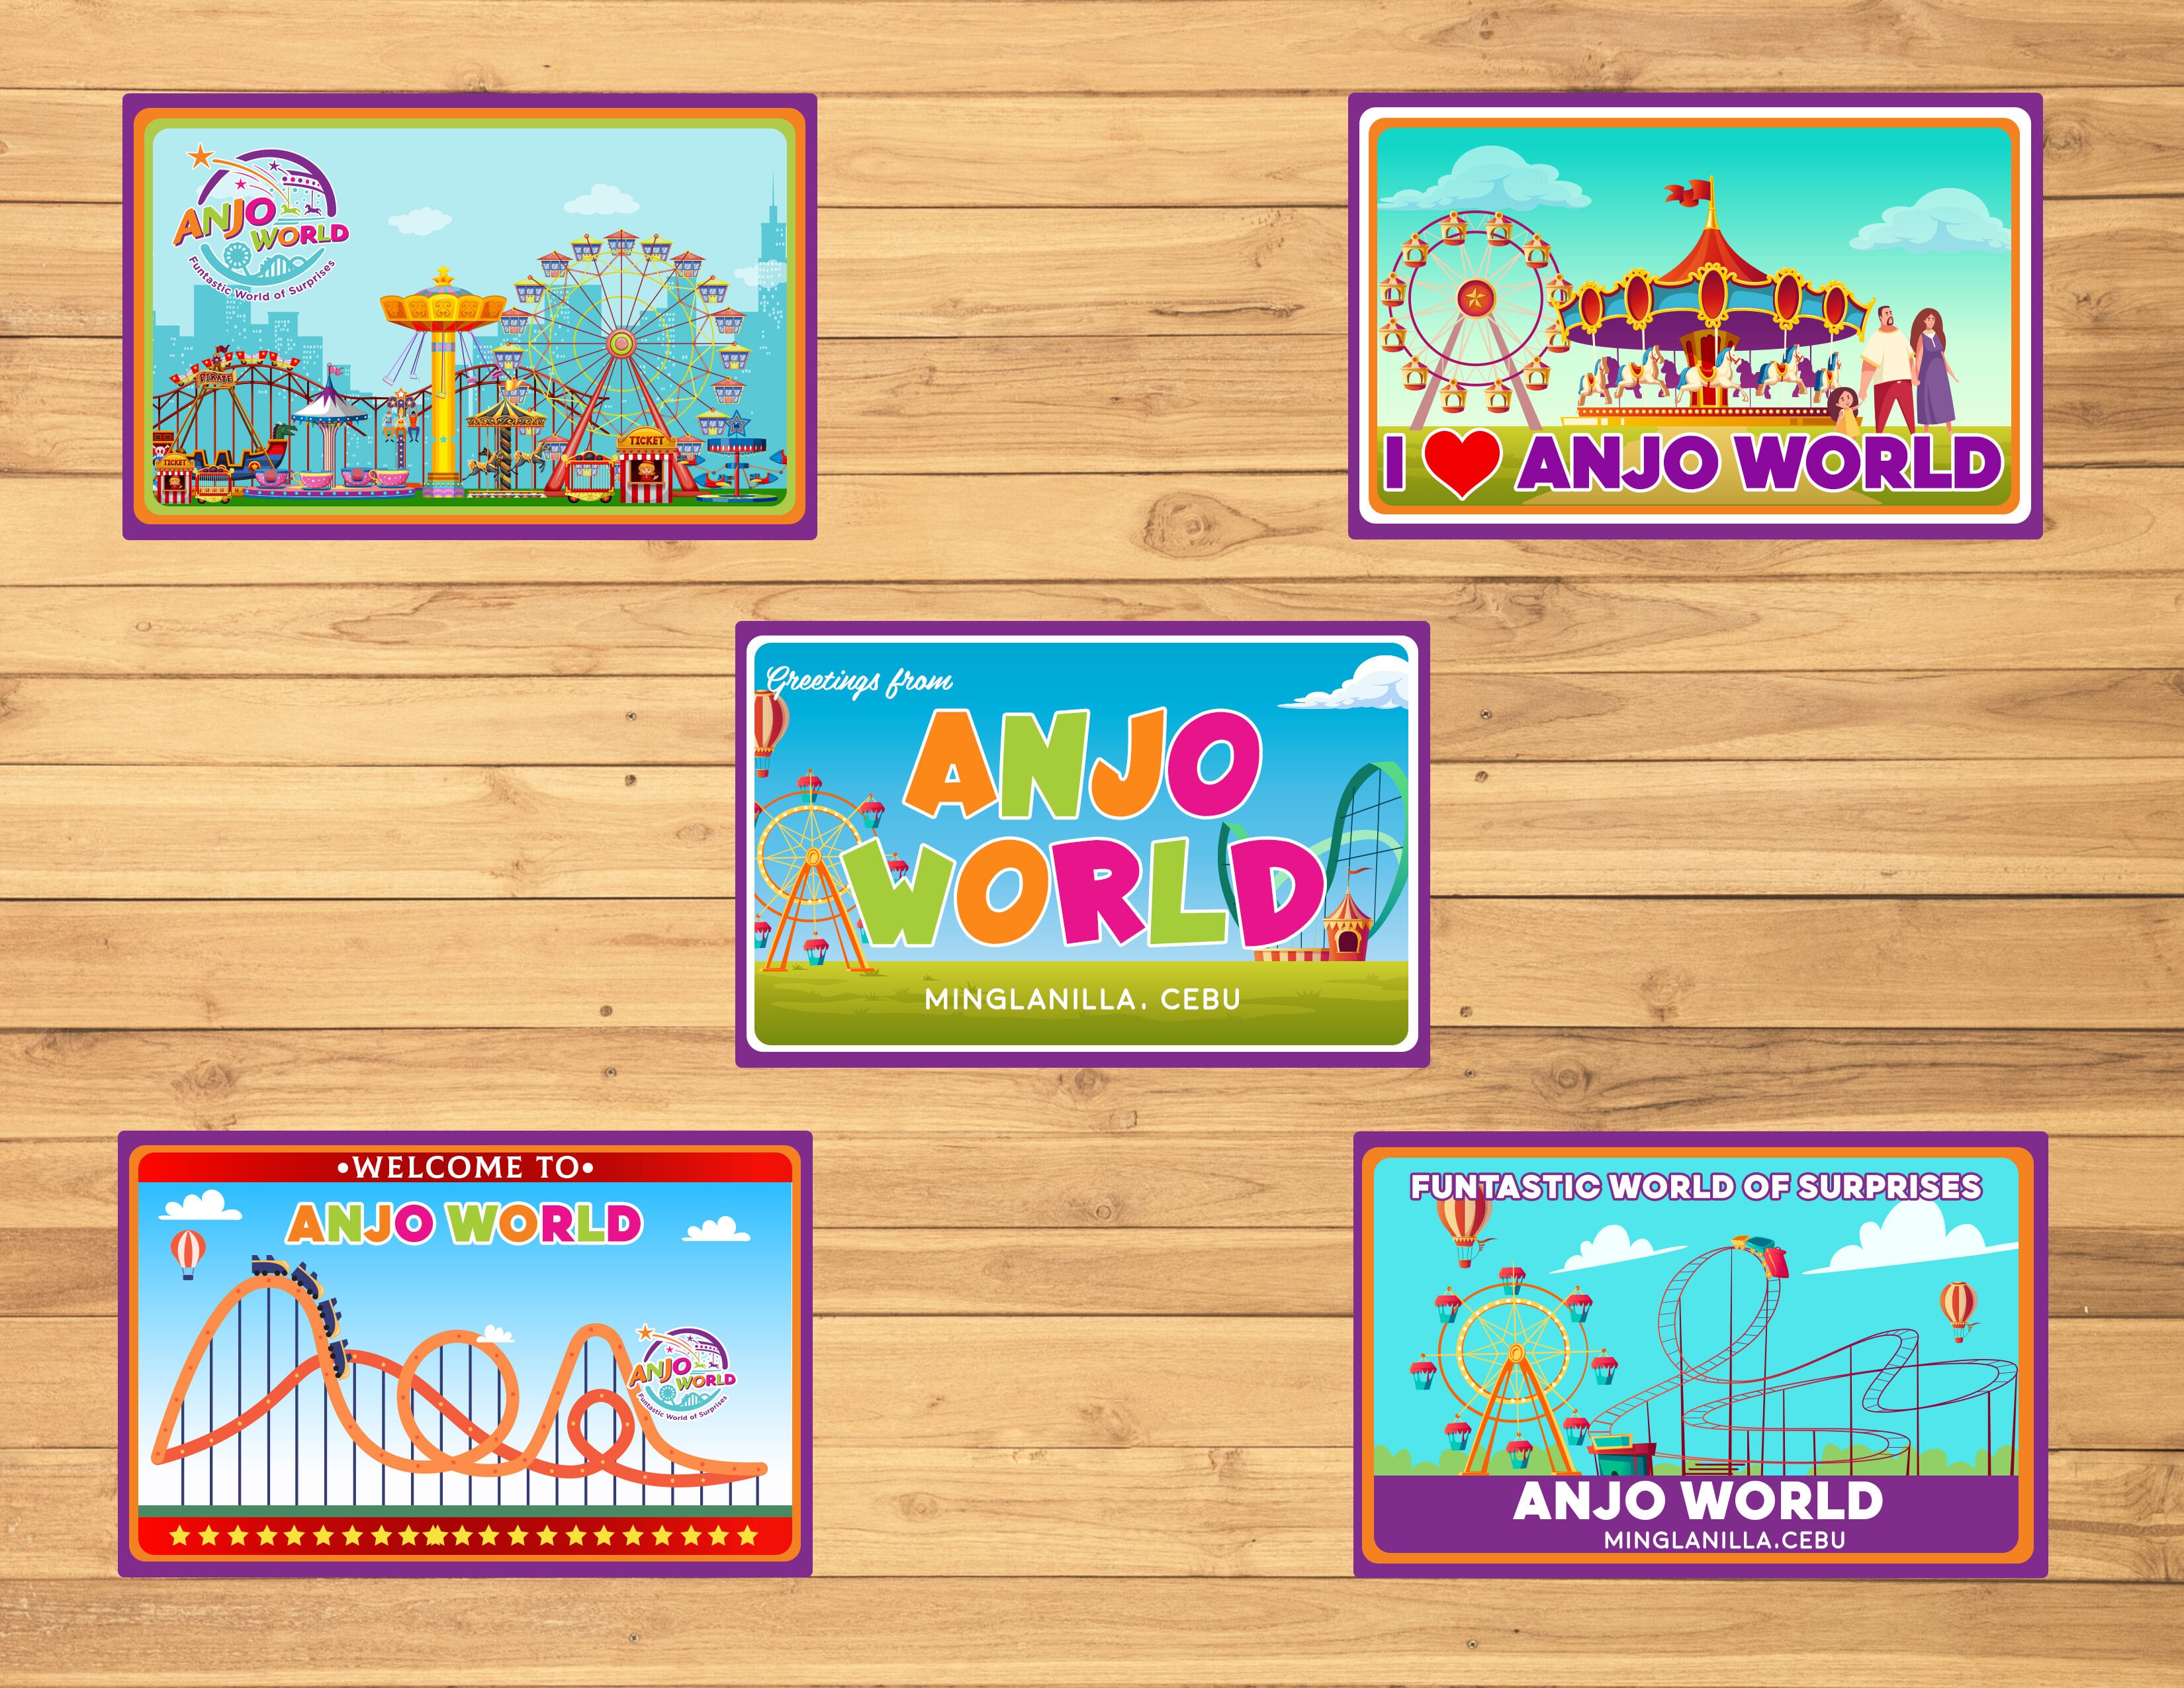 ANJO
WORLD
Funtastic World of Surprises
PIRATE
TICKET
TICKET
I ❤ ANJO WORLD
Greetings from
ANJO
WORLD
MINGLANILLA. CEBU
•WELCOME TO•
ANJO WORLD
ANJO
WORLD
Funtastic World of Surprises
FUNTASTIC WORLD OF SURPRISES
ANJO WORLD
MINGLANILLA.CEBU